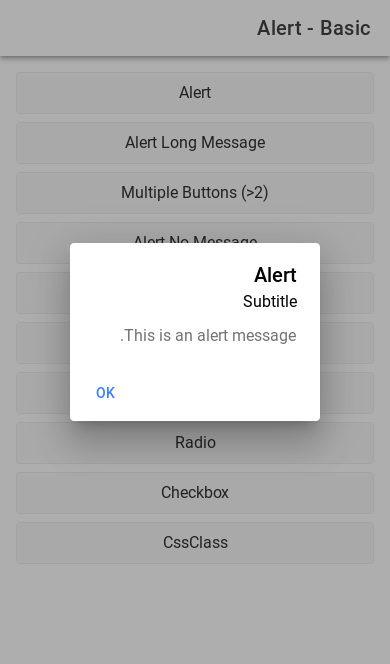 Alert - Basic
Alert
Alert Long Message
Multiple Buttons (>2)
Alert No Message
Alert
Subtitle
.This is an alert message
OK
Radio
Checkbox
CssClass